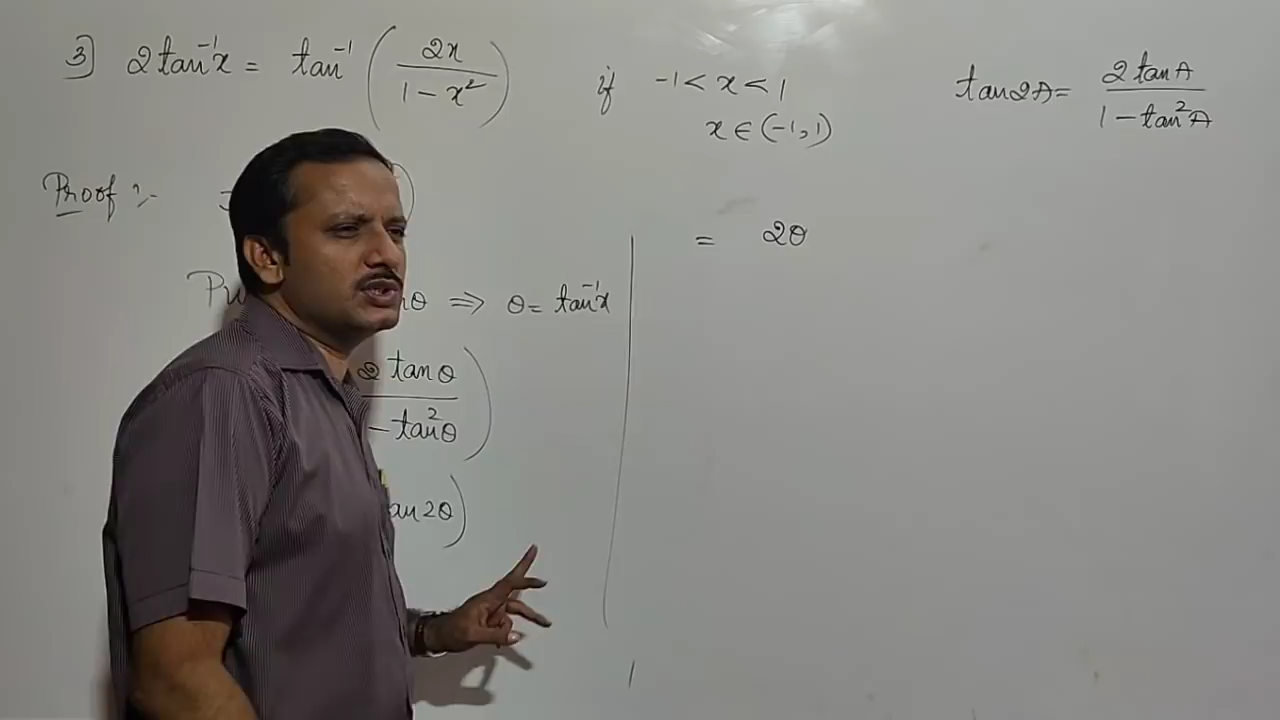 3] 2tan⁻¹x = tan⁻¹ (2x / 1 - x²) if -1 < x < 1
x ∈ (-1, 1)
tan2A = 2tanA / 1 - tan²A
Proof :-
θ ⇒ θ = tan⁻¹x
2 tanθ / - tan²θ )
2θ )
= 2θ